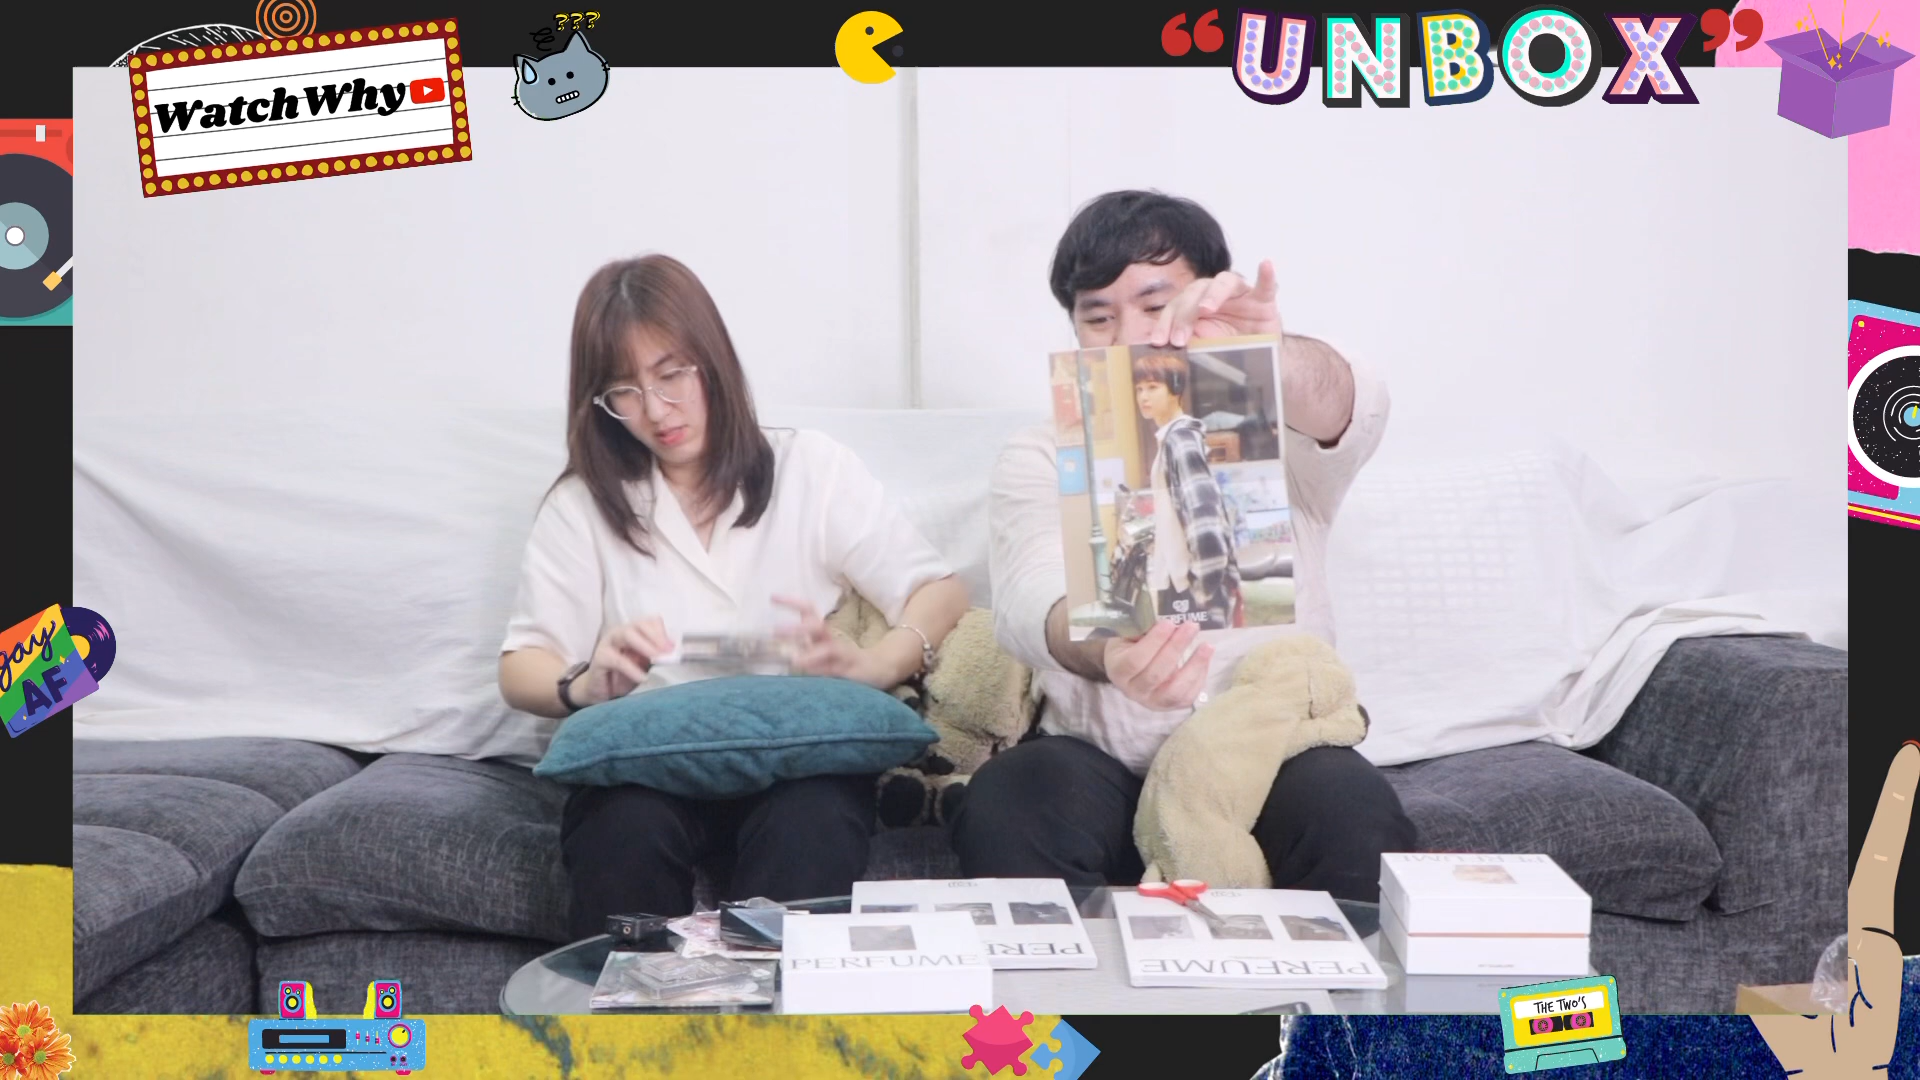 ???
WatchWhy
“UNBOX”
gay
AF
PERFUME
PERFUME
PERFUME
PERFUME
THE TWO'S